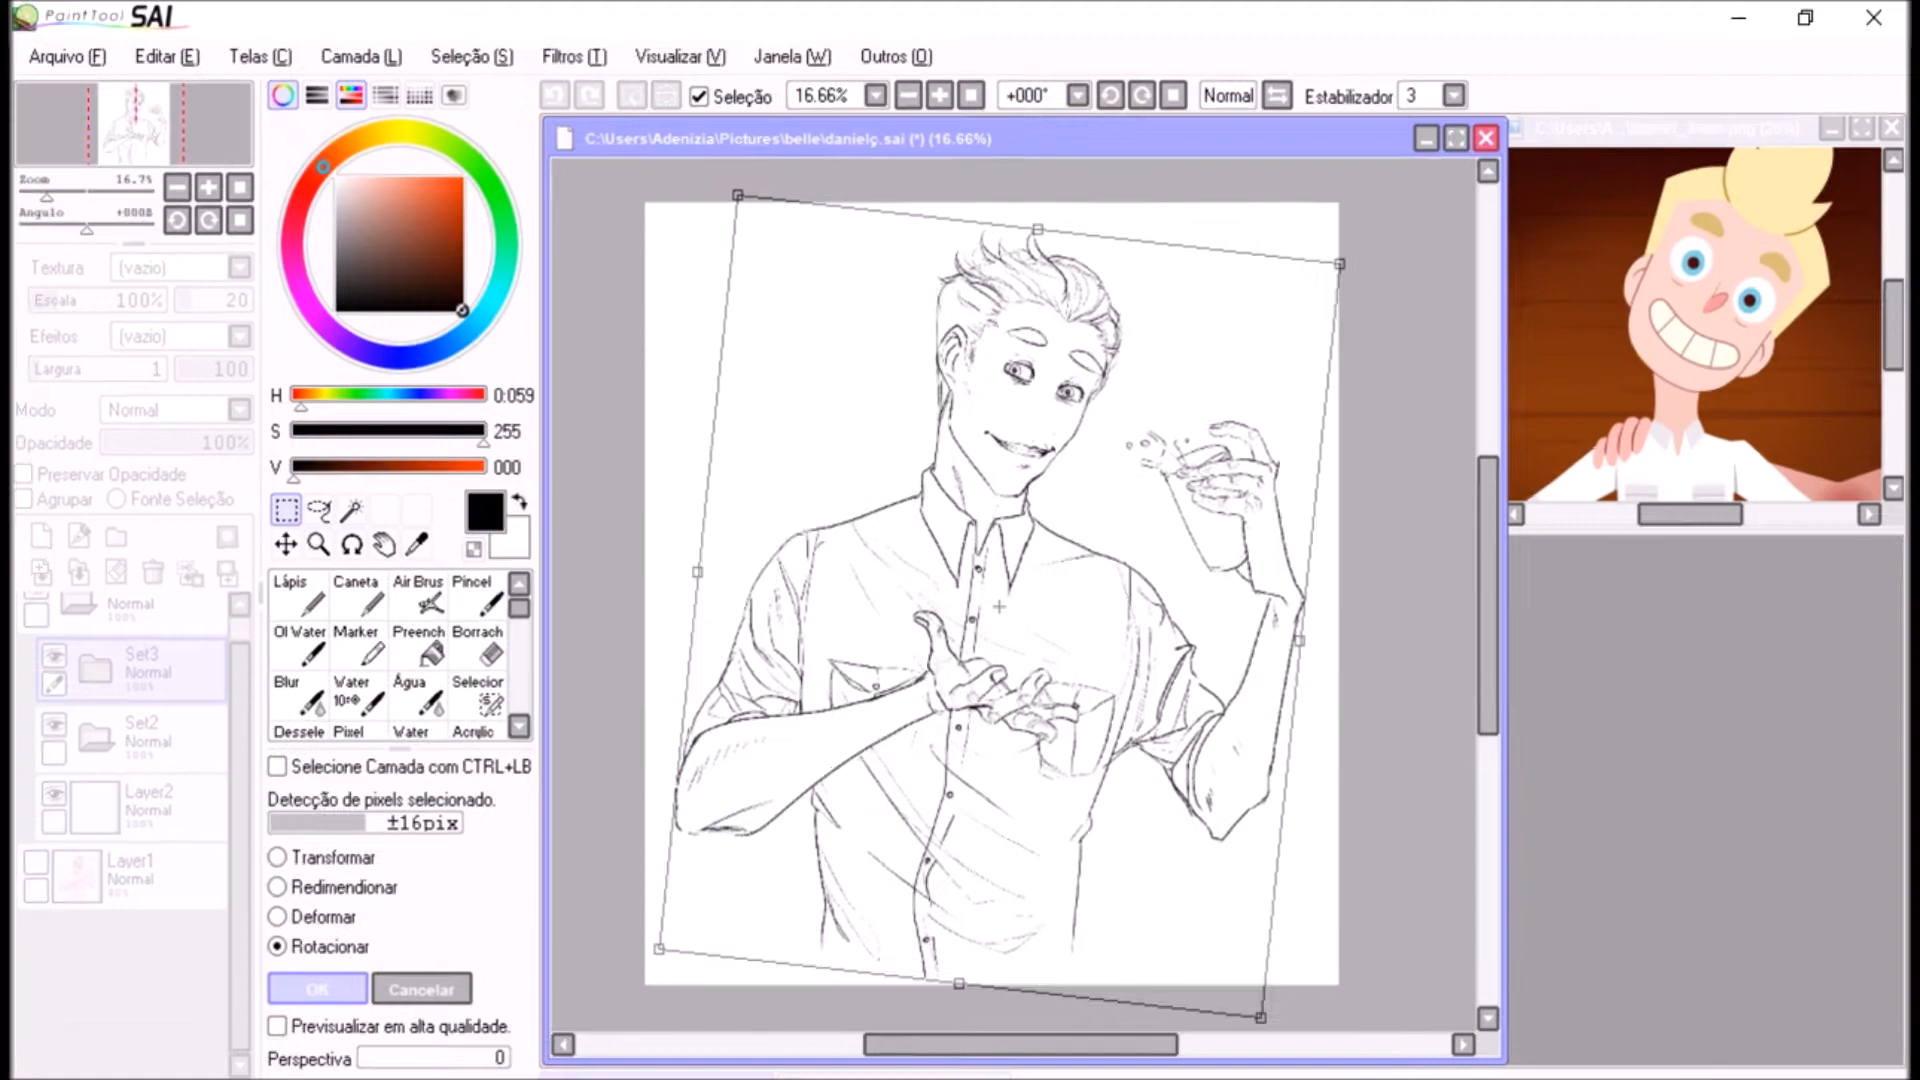 PaintTool SAI
Arquivo (F) Editar (E) Telas (C) Camada (L) Seleção (S) Filtros (T) Visualizar (V) Janela (W) Outros (O)
Seleção 16.66% +000° Normal Estabilizador 3
C:\Users\Adenizia\Pictures\belle\danielç.sai (*) (16.66%)
Zoom 16.7%
Angulo +000B
Textura (vazio)
Escala 100% 20
Efeitos (vazio)
Largura 1 100
Modo Normal
Opacidade 100%
Preservar Opacidade
Agrupar Fonte Seleção
Normal
100%
Set3
Normal
100%
Set2
Normal
100%
Layer2
Normal
100%
Layer1
Normal
H 0:059
S 255
V 000
Lápis Caneta Air Brus Pincel
Ol Water Marker Preench Borrach
Blur Water Água Selecior
Dessele Pixel Water Acrylic
Selecione Camada com CTRL+LB
Detecção de pixels selecionado.
±16pix
Transformar
Redimendionar
Deformar
Rotacionar
OK Cancelar
Previsualizar em alta qualidade.
Perspectiva 0